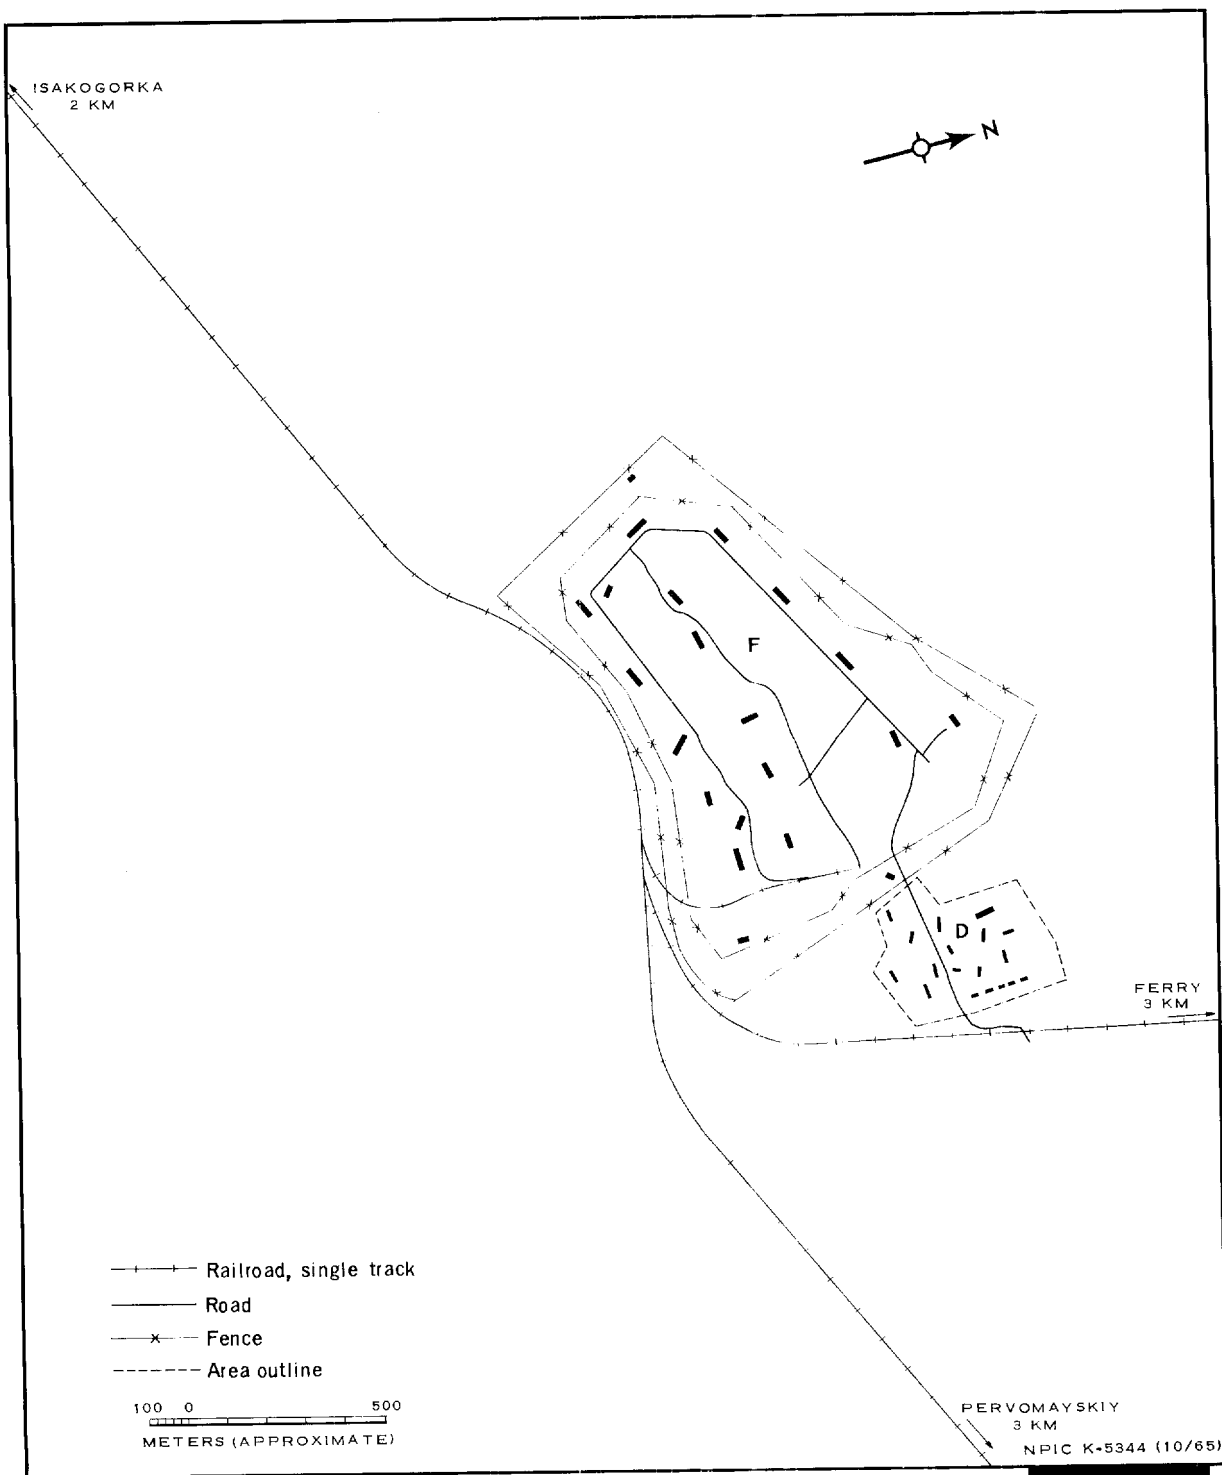 ISAKOGORKA
2 KM
N
F
D
FERRY
3 KM
Railroad, single track
Road
Fence
Area outline
100 0 500
METERS (APPROXIMATE)
PERVOMAYSKIY
3 KM
NPIC K-5344 (10/65)